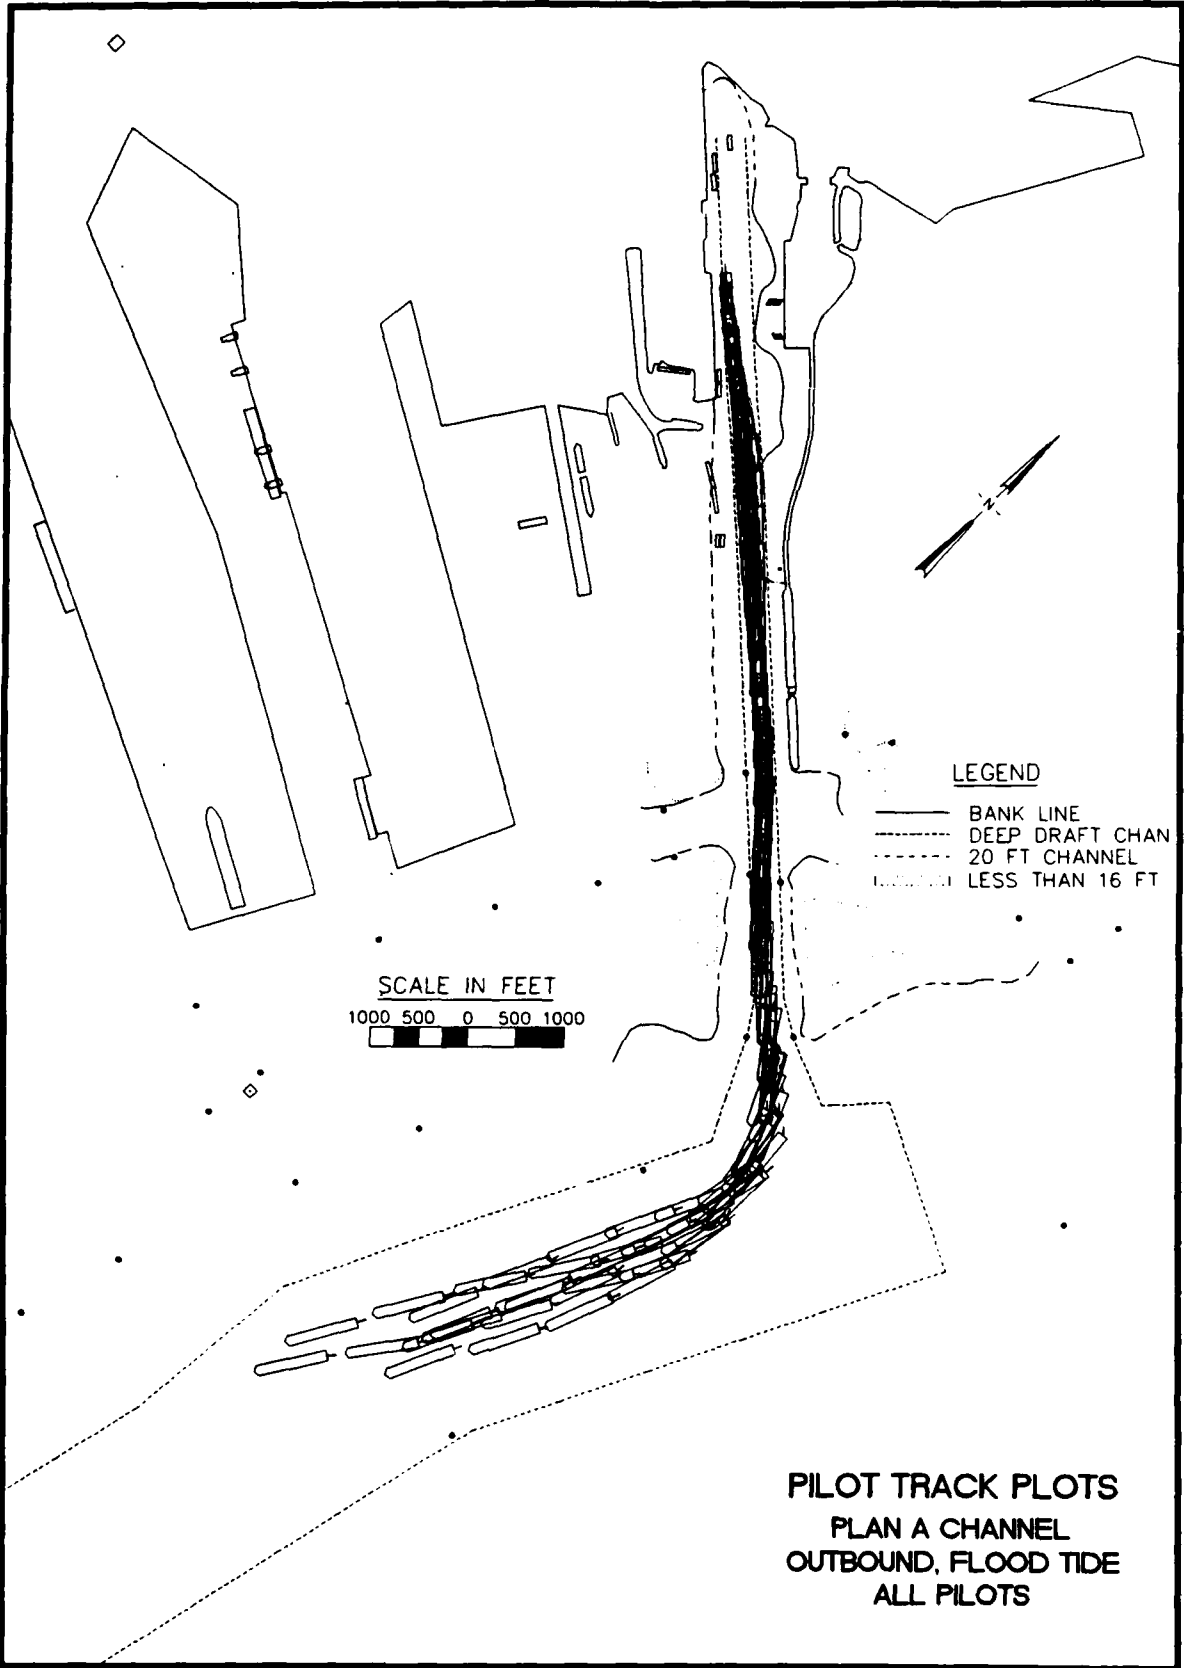 N
LEGEND
BANK LINE
DEEP DRAFT CHAN
20 FT CHANNEL
LESS THAN 16 FT
SCALE IN FEET
1000 500 0 500 1000
PILOT TRACK PLOTS
PLAN A CHANNEL
OUTBOUND, FLOOD TIDE
ALL PILOTS